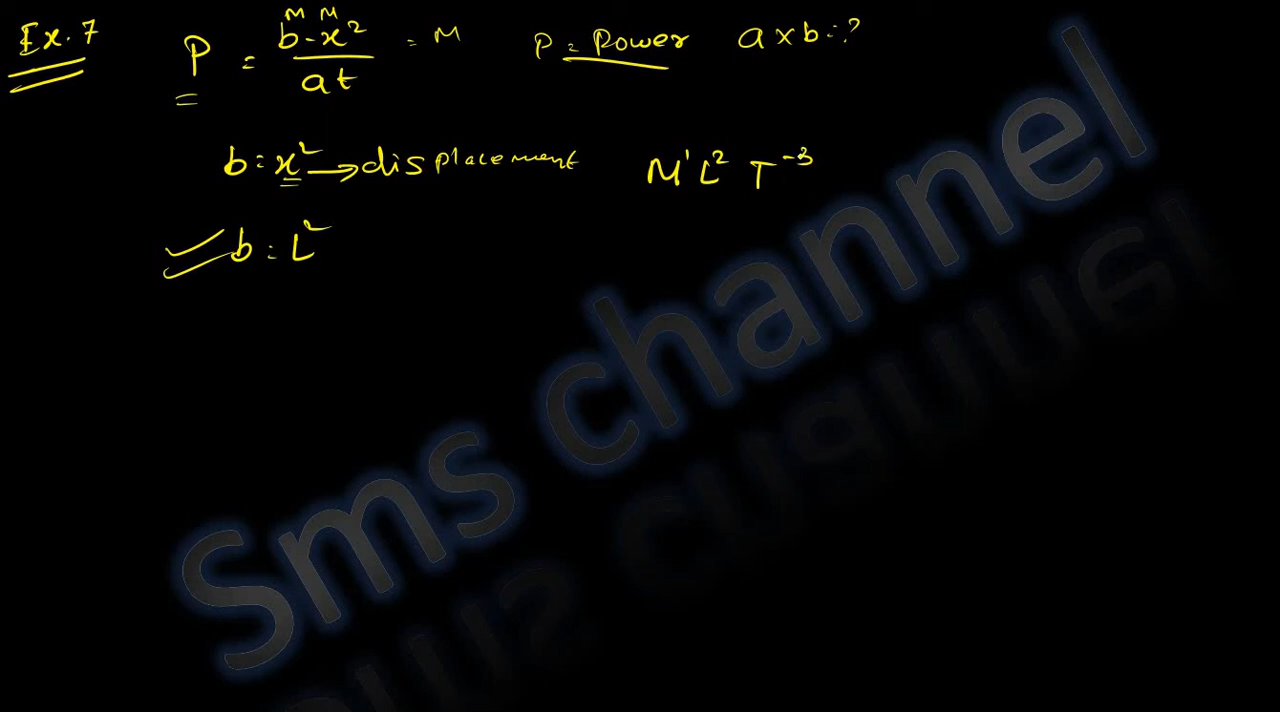 Ex. 7 P = b - x² / at = M P = Power a x b = ?
M M
b = x² → displacement M¹ L² T⁻³
b = L²
Sms channel